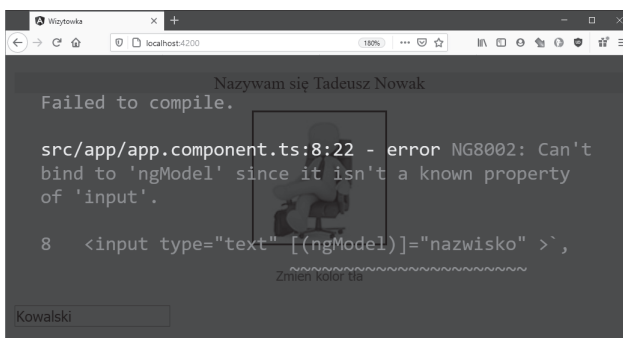 Wizytowka
localhost:4200
180%
Nazywam się Tadeusz Nowak
Failed to compile.
src/app/app.component.ts:8:22 - error NG8002: Can't
bind to 'ngModel' since it isn't a known property
of 'input'.
8 <input type="text" [(ngModel)]="nazwisko" >`,
~~~~~~~~~~~~~~~~~~~~~~
Zmień kolor tła
Kowalski